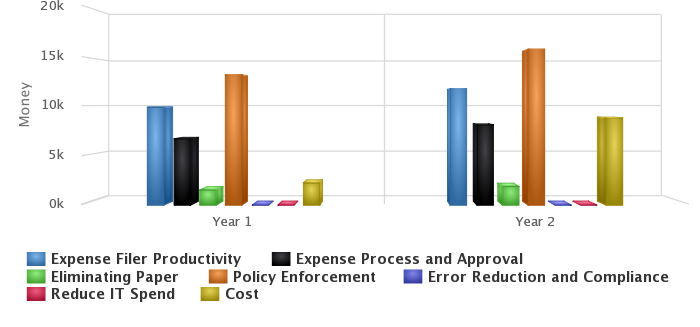 20k
15k
10k
5k
0k
Money
Year 1
Year 2
Expense Filer Productivity
Expense Process and Approval
Eliminating Paper
Policy Enforcement
Error Reduction and Compliance
Reduce IT Spend
Cost